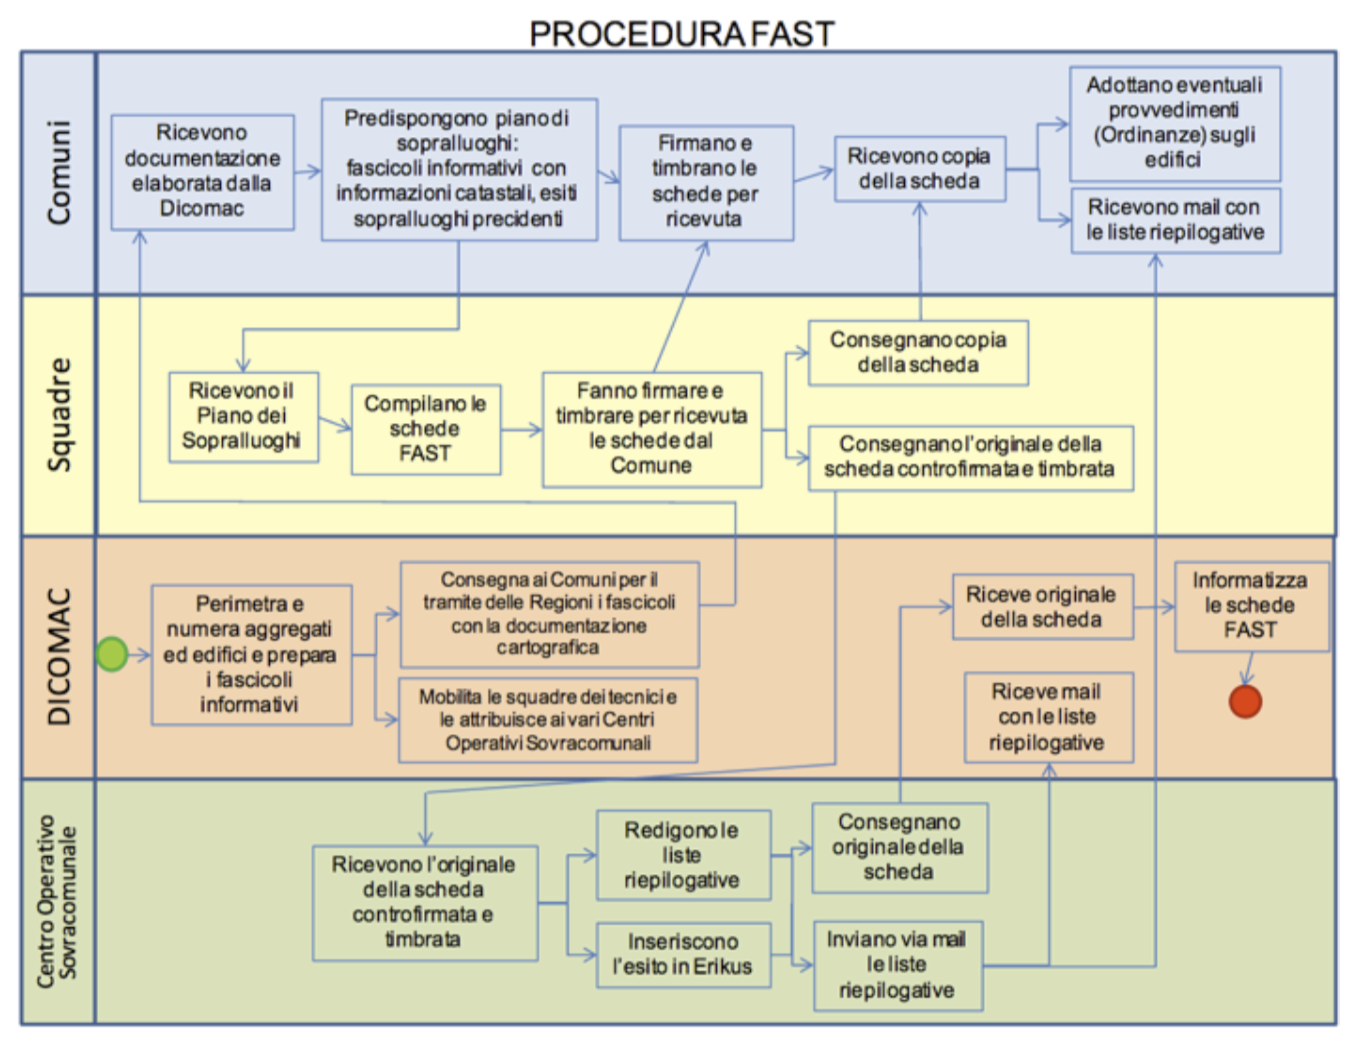 PROCEDURA FAST
Comuni
Ricevono
documentazione
elaborata dalla
Dicomac
Predispongono piano di
sopralluoghi:
fascicoli informativi con
informazioni catastali, esiti
sopralluoghi precidenti
Firmano e
timbrano le
schede per
ricevuta
Ricevono copia
della scheda
Adottano eventuali
provvedimenti
(Ordinanze) sugli
edifici
Ricevono mail con
le liste riepilogative
Squadre
Ricevono il
Piano dei
Sopralluoghi
Compilano le
schede
FAST
Fanno firmare e
timbrare per ricevuta
le schede dal
Comune
Consegnano copia
della scheda
Consegnano l'originale della
scheda controfirmata e timbrata
DICOMAC
Perimetra e
numera aggregati
ed edifici e prepara
i fascicoli
informativi
Consegna ai Comuni per il
tramite delle Regioni i fascicoli
con la documentazione
cartografica
Mobilita le squadre dei tecnici e
le attribuisce ai vari Centri
Operativi Sovracomunali
Riceve originale
della scheda
Informatizza
le schede
FAST
Riceve mail
con le liste
riepilogative
Centro Operativo
Sovracomunale
Ricevono l'originale
della scheda
controfirmata e
timbrata
Redigono le
liste
riepilogative
Inseriscono
l'esito in Erikus
Consegnano
originale della
scheda
Inviano via mail
le liste
riepilogative